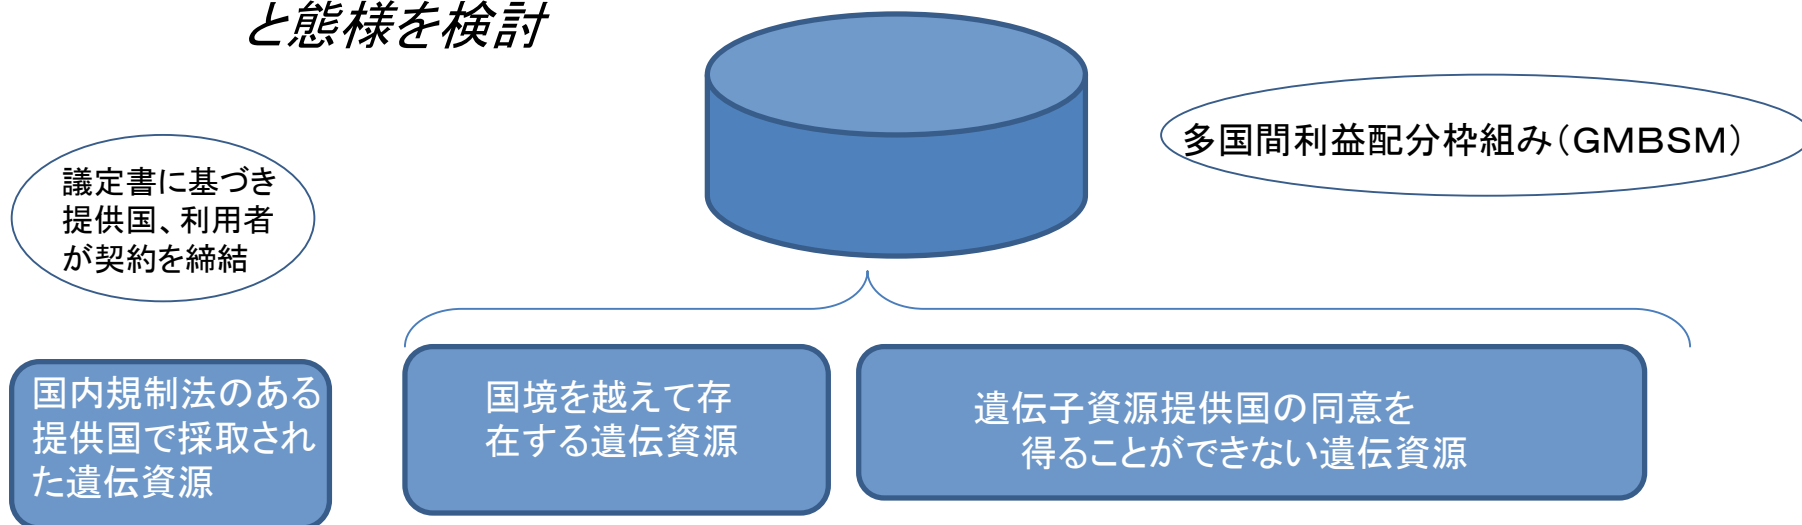 と態様を検討
多国間利益配分枠組み（ＧＭＢＳＭ）
議定書に基づき
提供国、利用者
が契約を締結
国内規制法のある
提供国で採取され
た遺伝資源
国境を越えて存
在する遺伝資源
遺伝子資源提供国の同意を
得ることができない遺伝資源